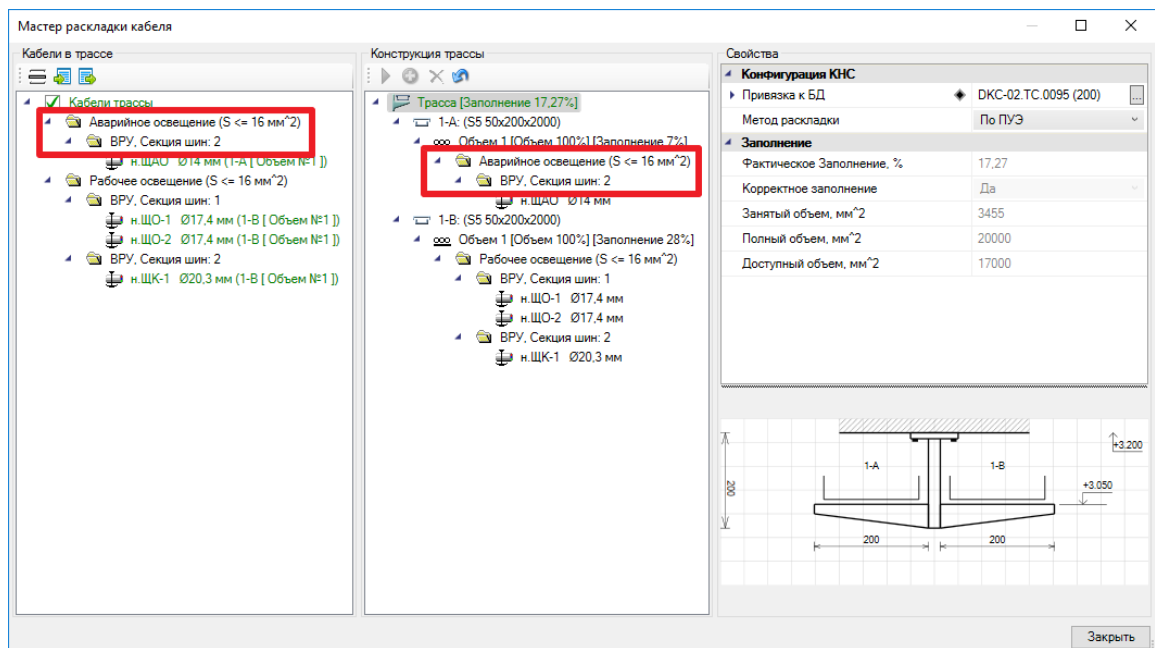 Мастер раскладки кабеля
Кабели в трассе
Кабели трассы
Аварийное освещение (S <= 16 мм^2)
ВРУ, Секция шин: 2
н.ЩАО Ø14 мм (1-A [ Объем №1 ])
Рабочее освещение (S <= 16 мм^2)
ВРУ, Секция шин: 1
н.ЩО-1 Ø17,4 мм (1-B [ Объем №1 ])
н.ЩО-2 Ø17,4 мм (1-B [ Объем №1 ])
ВРУ, Секция шин: 2
н.ЩК-1 Ø20,3 мм (1-B [ Объем №1 ])
Конструкция трассы
Трасса [Заполнение 17,27%]
1-A: (S5 50x200x2000)
Объем 1 [Объем 100%] [Заполнение 7%]
Аварийное освещение (S <= 16 мм^2)
ВРУ, Секция шин: 2
н.ЩАО Ø14 мм
1-B: (S5 50x200x2000)
Объем 1 [Объем 100%] [Заполнение 28%]
Рабочее освещение (S <= 16 мм^2)
ВРУ, Секция шин: 1
н.ЩО-1 Ø17,4 мм
н.ЩО-2 Ø17,4 мм
ВРУ, Секция шин: 2
н.ЩК-1 Ø20,3 мм
Свойства
Конфигурация КНС
Привязка к БД DKC-02.TC.0095 (200) ...
Метод раскладки По ПУЭ
Заполнение
Фактическое Заполнение, % 17,27
Корректное заполнение Да
Занятый объем, мм^2 3455
Полный объем, мм^2 20000
Доступный объем, мм^2 17000
+3.200
1-A 1-B
+3.050
200
200 200
Закрыть